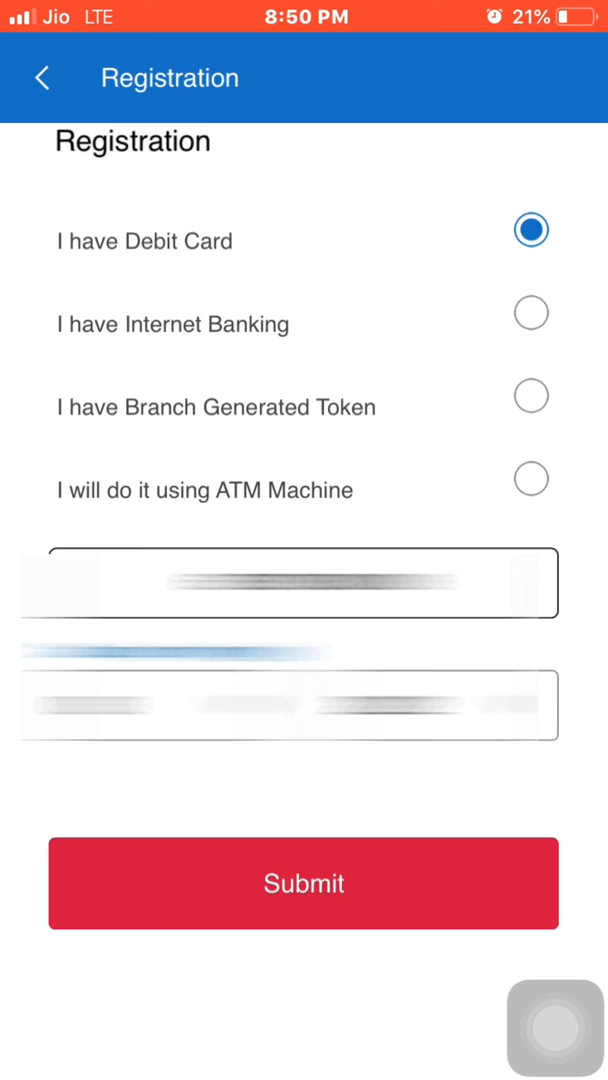 Jio LTE 8:50 PM 21%
Registration
Registration
I have Debit Card
I have Internet Banking
I have Branch Generated Token
I will do it using ATM Machine
Submit